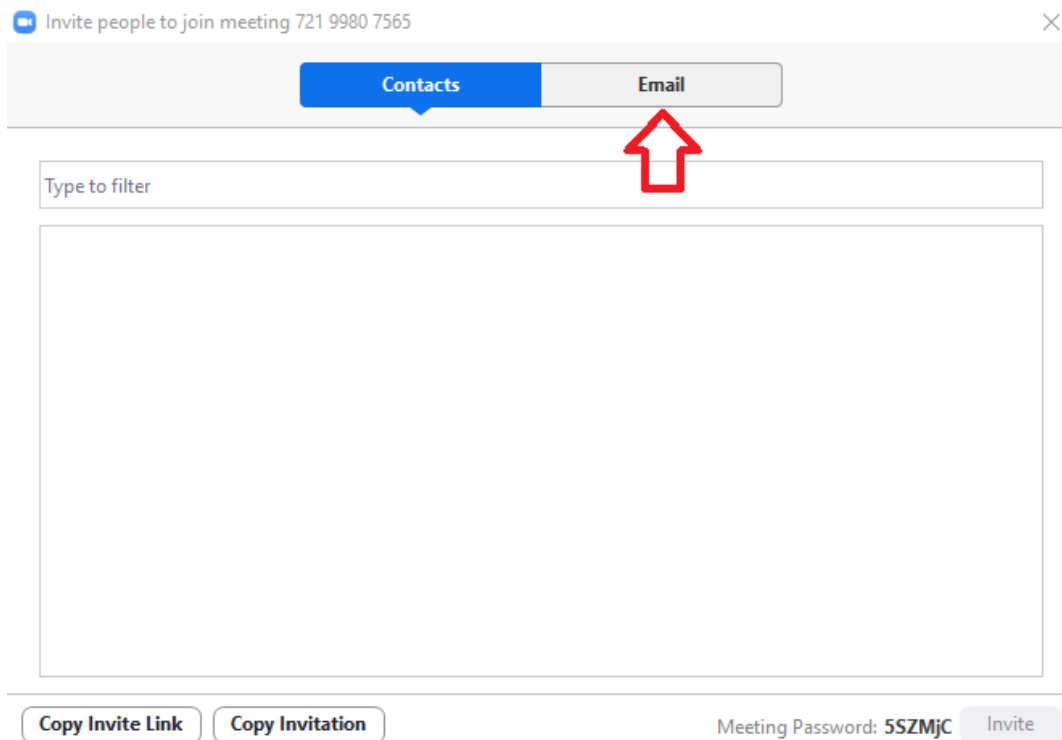 Invite people to join meeting 721 9980 7565
Contacts Email
Type to filter
Copy Invite Link Copy Invitation Meeting Password: 5SZMjC Invite